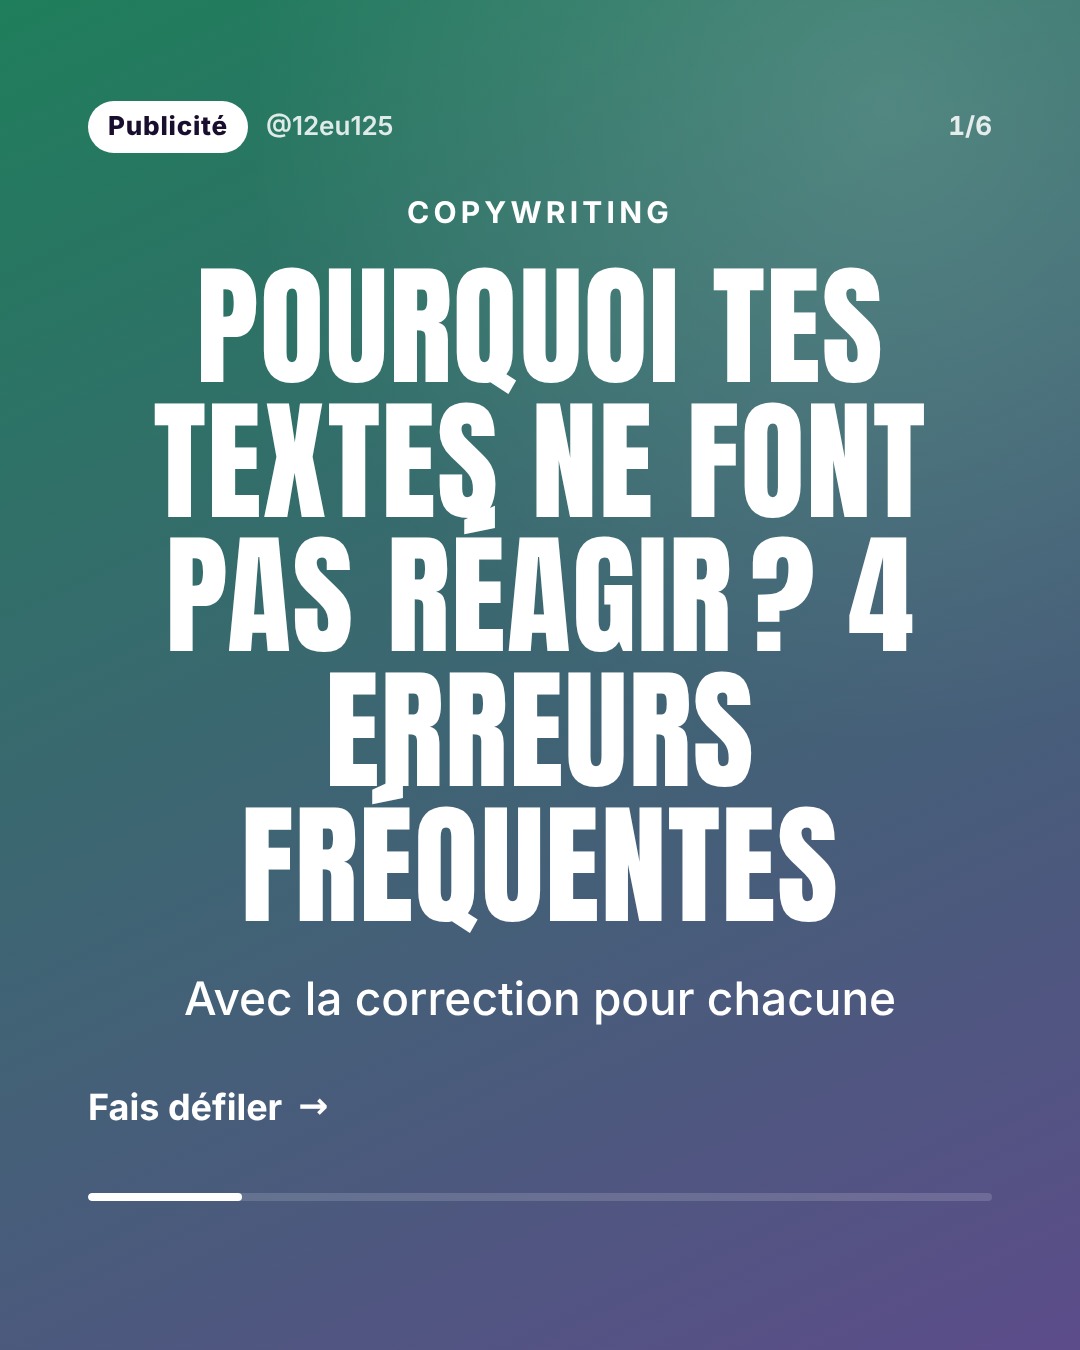 Publicité @12eu125 1/6
COPYWRITING
POURQUOI TES
TEXTES NE FONT
PAS RÉAGIR ? 4
ERREURS
FRÉQUENTES
Avec la correction pour chacune
Fais défiler →